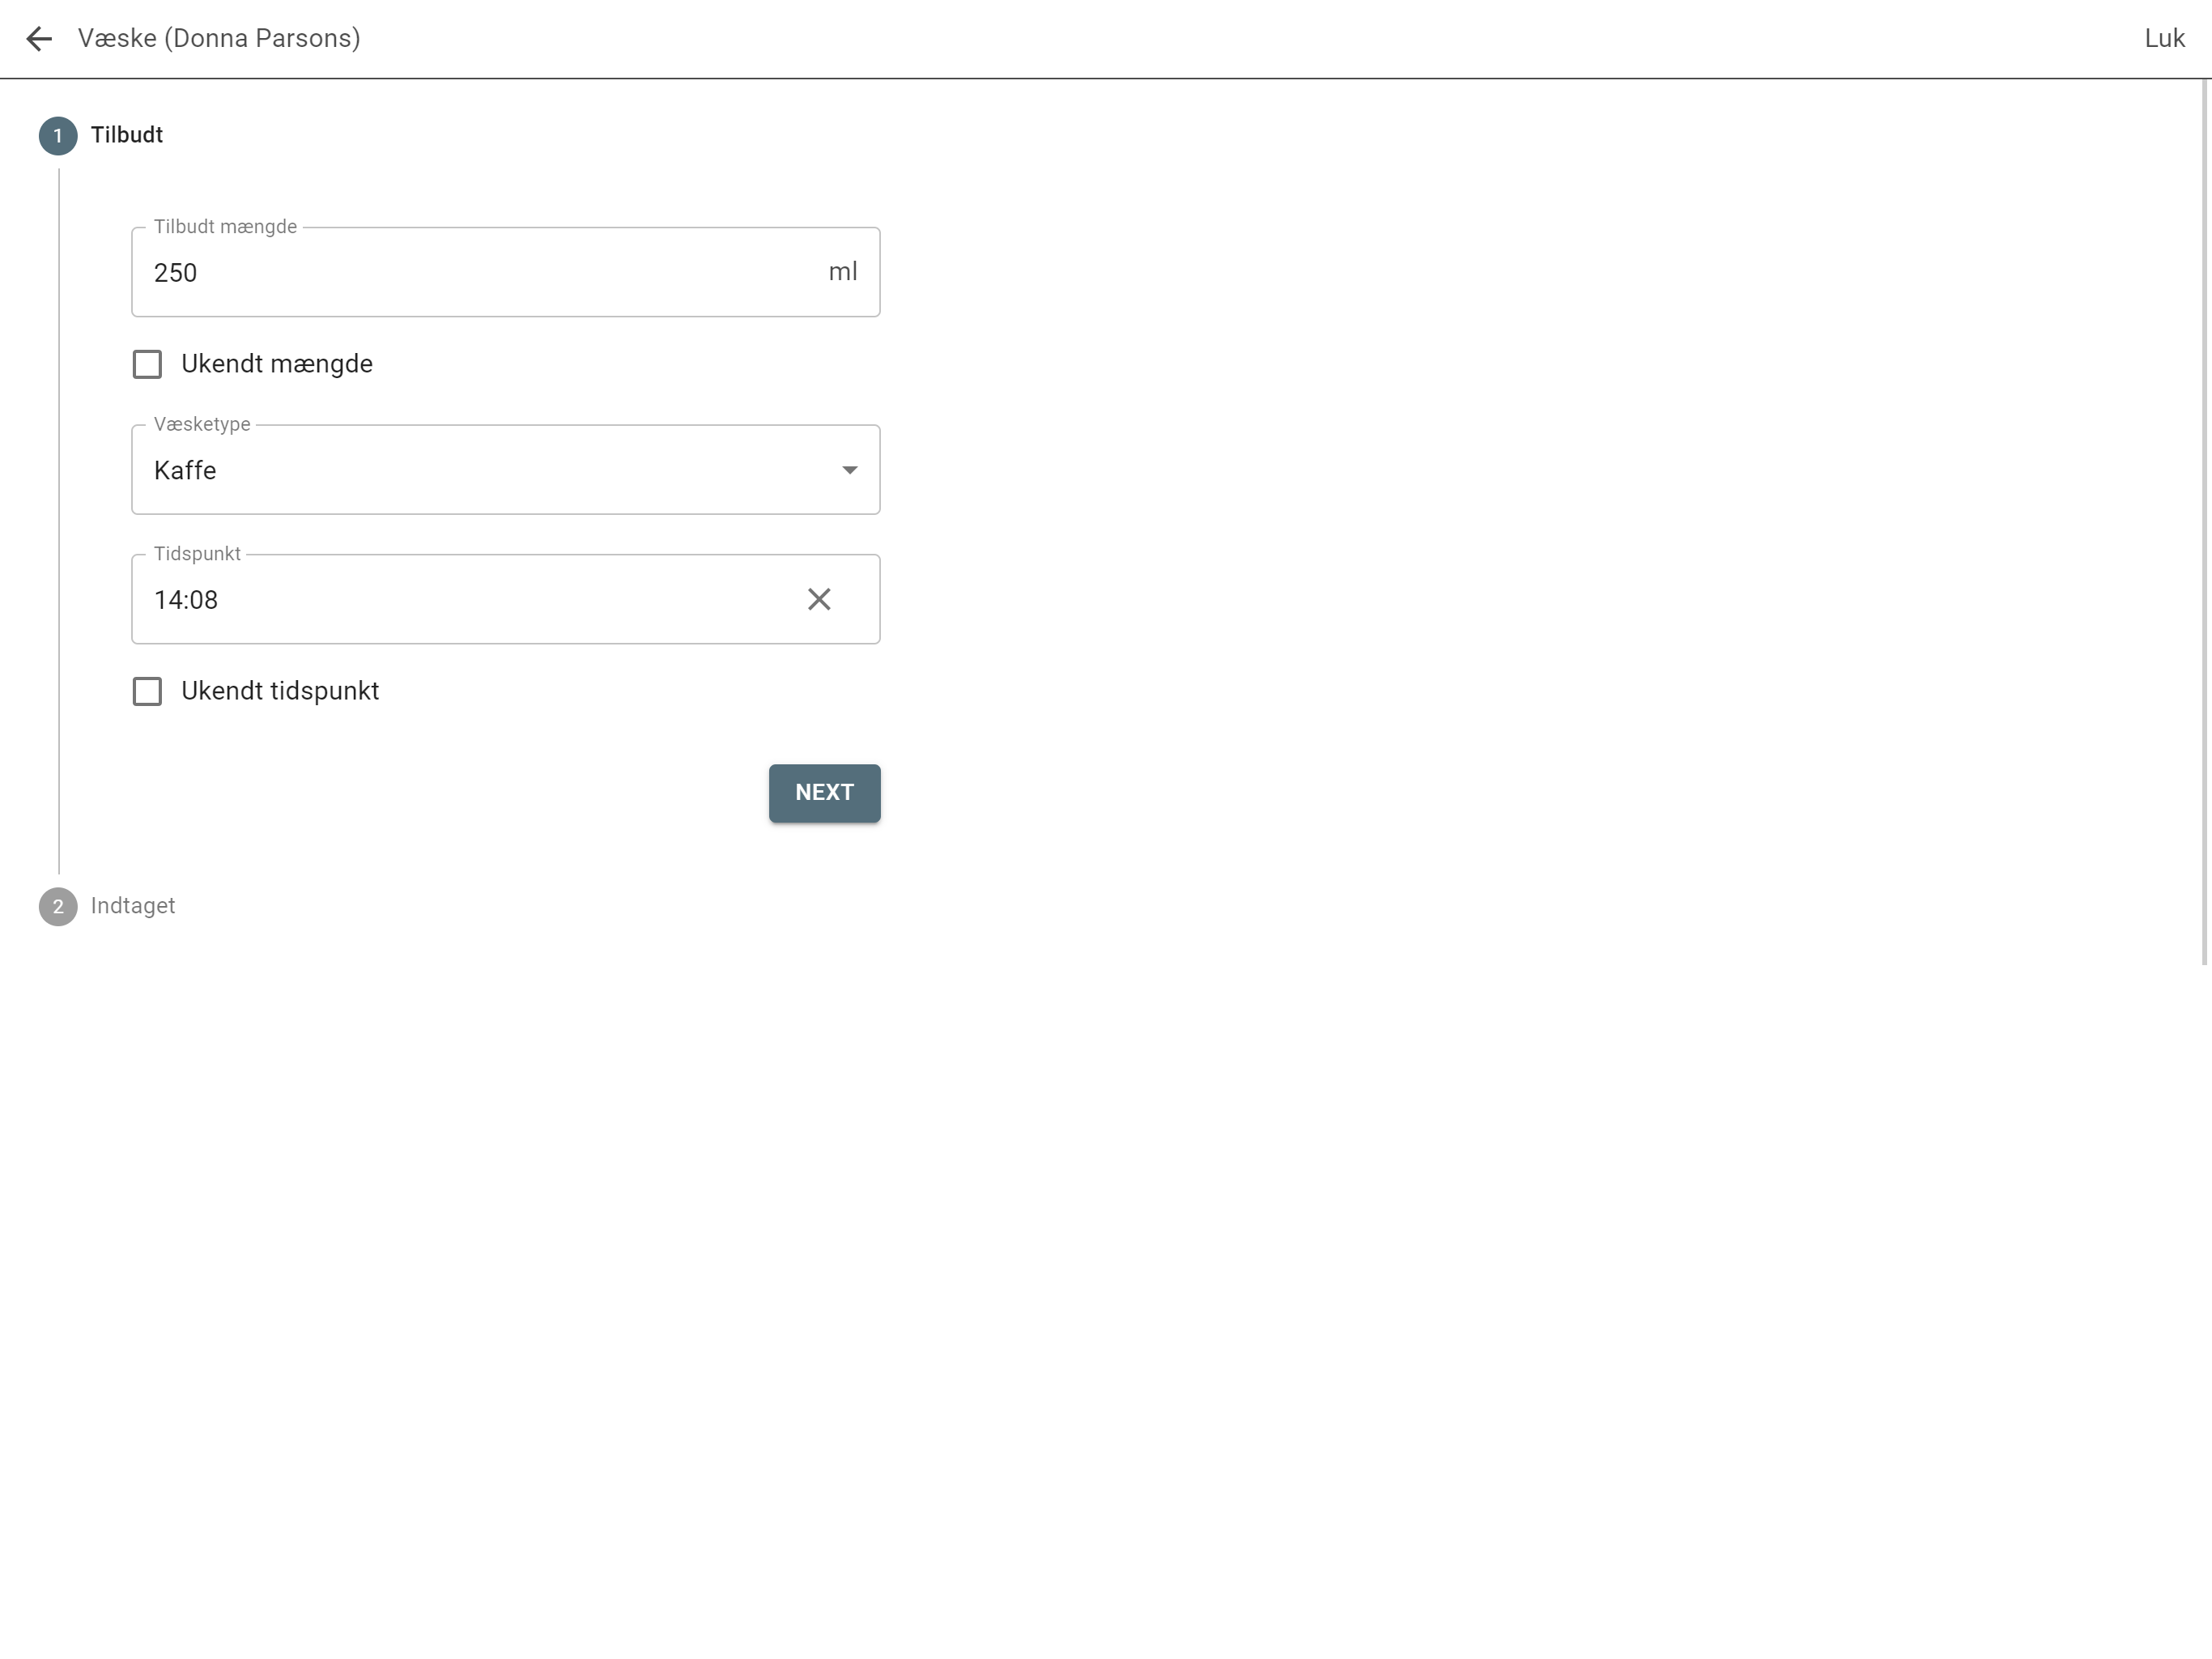 Væske (Donna Parsons)
Luk
1 Tilbudt
Tilbudt mængde
250 ml
Ukendt mængde
Væsketype
Kaffe
Tidspunkt
14:08
Ukendt tidspunkt
NEXT
2 Indtaget